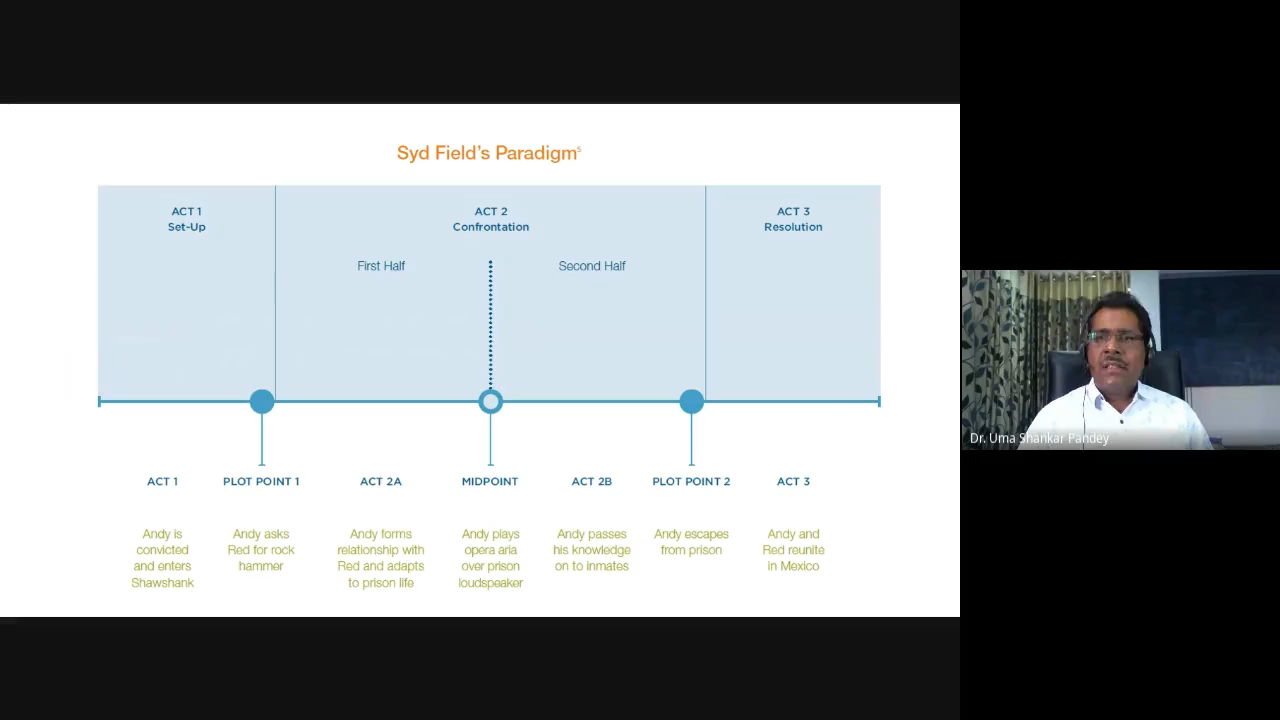 Syd Field's Paradigm⁵
ACT 1
Set-Up
ACT 2
Confrontation
ACT 3
Resolution
First Half
Second Half
ACT 1
PLOT POINT 1
ACT 2A
MIDPOINT
ACT 2B
PLOT POINT 2
ACT 3
Andy is
convicted
and enters
Shawshank
Andy asks
Red for rock
hammer
Andy forms
relationship with
Red and adapts
to prison life
Andy plays
opera aria
over prison
loudspeaker
Andy passes
his knowledge
on to inmates
Andy escapes
from prison
Andy and
Red reunite
in Mexico
Dr. Uma Shankar Pandey